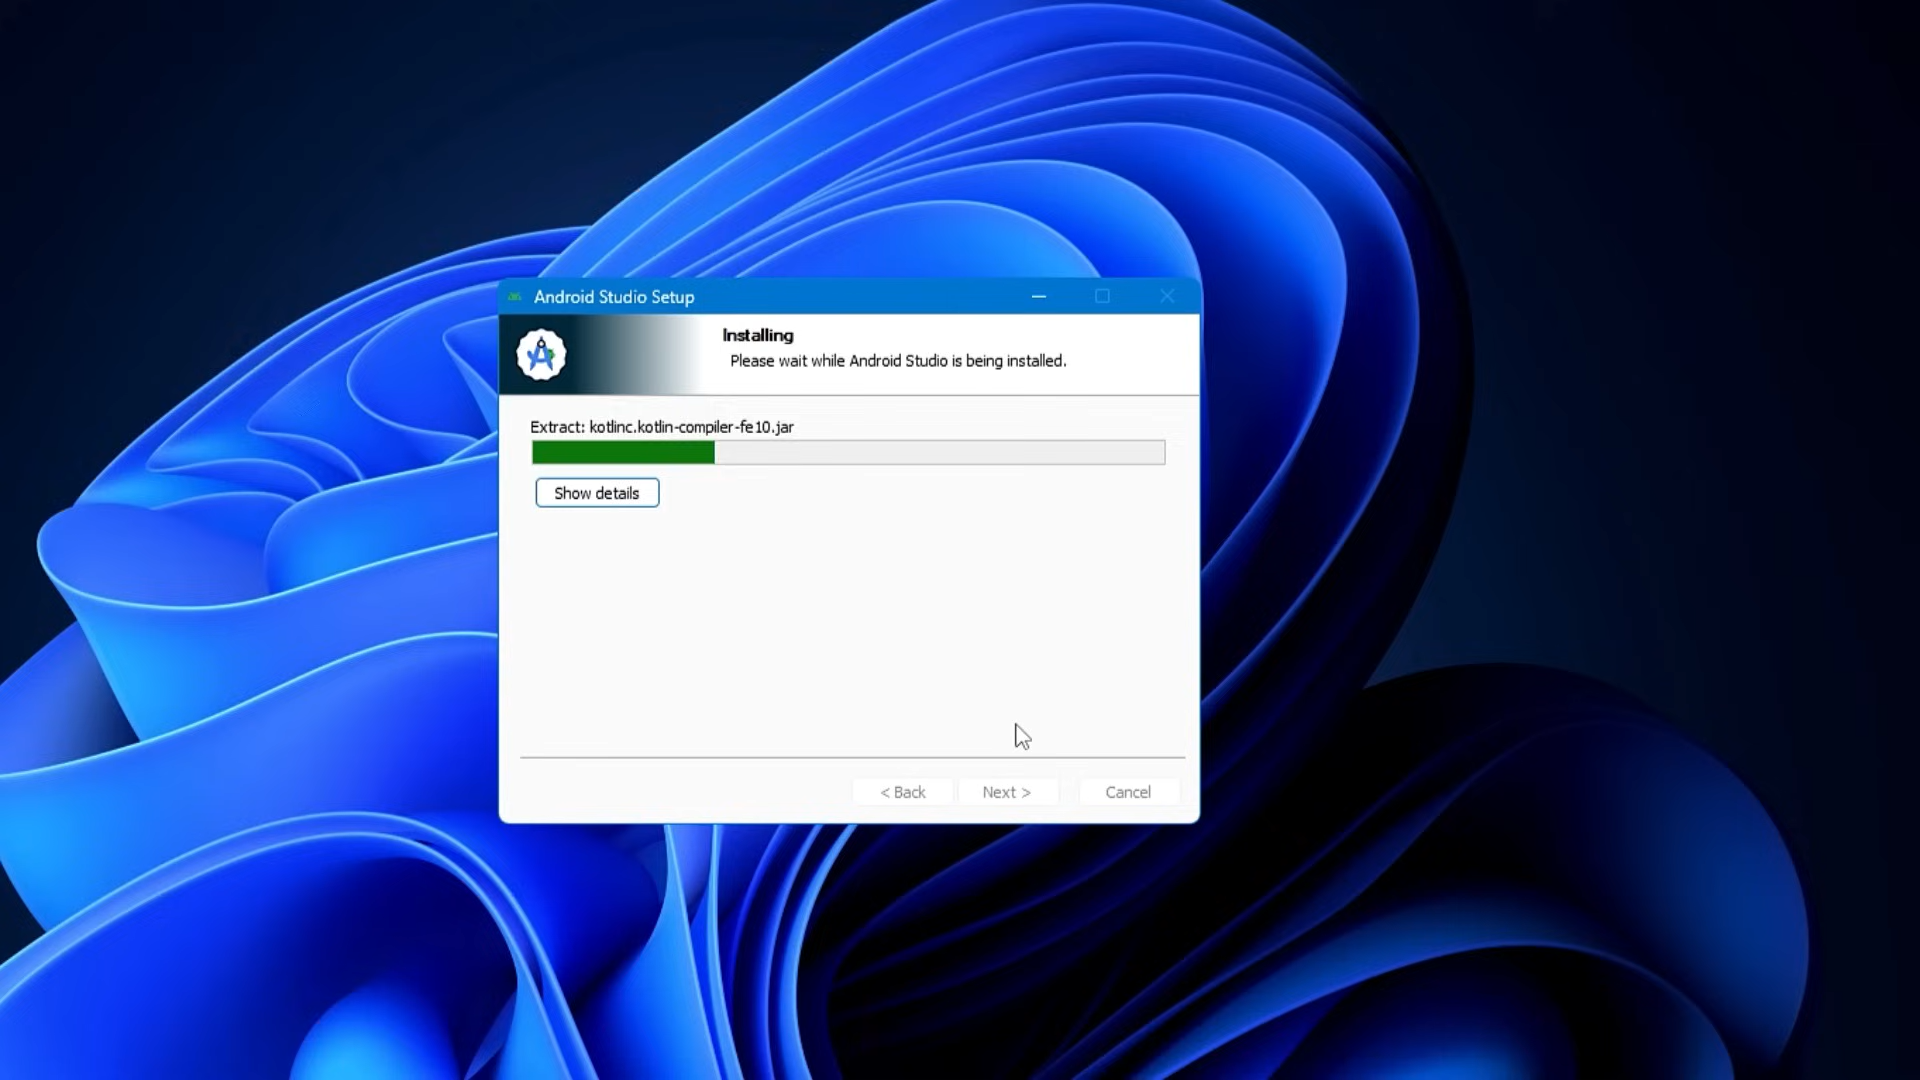 Android Studio Setup
Installing
Please wait while Android Studio is being installed.
Extract: kotlinc.kotlin-compiler-fe10.jar
Show details
< Back
Next >
Cancel